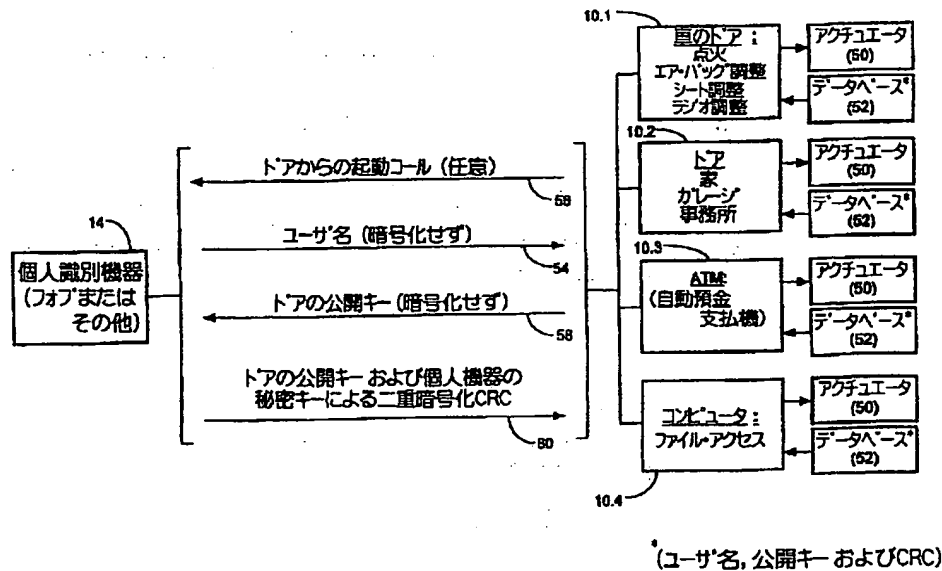 10.1
車のドア：
点火
エア・バッグ調整
シート調整
ラジオ調整
アクチュエータ
(50)
データベース*
(52)
10.2
ドア
家
ガレージ
事務所
アクチュエータ
(50)
データベース*
(52)
ドアからの起動コール（任意）
58
14
個人識別機器
(フォブまたは
その他)
ユーザ名（暗号化せず）
54
10.3
ATM:
(自動預金
支払機)
アクチュエータ
(50)
データベース*
(52)
ドアの公開キー（暗号化せず）
58
ドアの公開キーおよび個人機器の
秘密キーによる二重暗号化CRC
60
コンピュータ：
ファイル・アクセス
10.4
アクチュエータ
(50)
データベース*
(52)
*(ユーザ名, 公開キーおよびCRC)